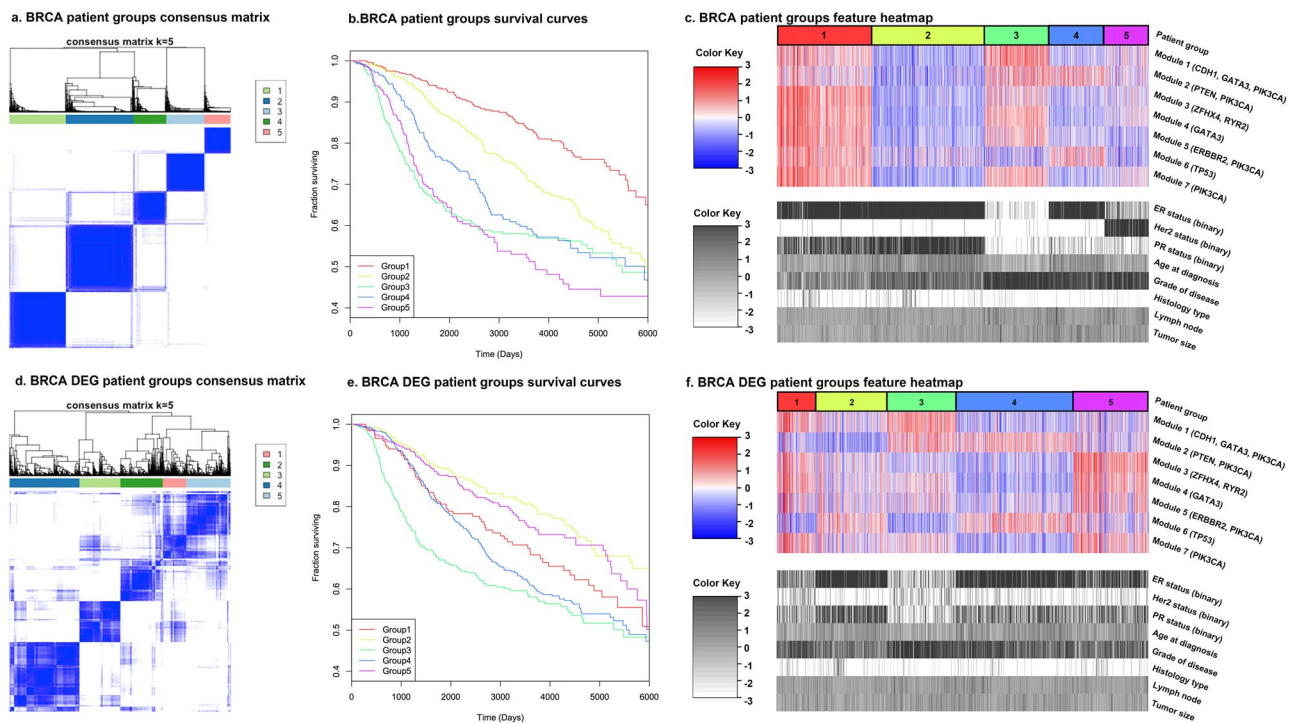 a. BRCA patient groups consensus matrix
consensus matrix k=5
1
2
3
4
5
b.BRCA patient groups survival curves
Fraction surviving
1.0
0.9
0.8
0.7
0.6
0.5
0.4
Group1
Group2
Group3
Group4
Group5
0 1000 2000 3000 4000 5000 6000
Time (Days)
c. BRCA patient groups feature heatmap
Color Key
3
2
1
0
-1
-2
-3
1 2 3 4 5
Patient group
Module 1 (CDH1, GATA3, PIK3CA)
Module 2 (PTEN, PIK3CA)
Module 3 (ZFHX4, RYR2)
Module 4 (GATA3)
Module 5 (ERBBR2, PIK3CA)
Module 6 (TP53)
Module 7 (PIK3CA)
Color Key
3
2
1
0
-1
-2
-3
ER status (binary)
Her2 status (binary)
PR status (binary)
Age at diagnosis
Grade of disease
Histology type
Lymph node
Tumor size
d. BRCA DEG patient groups consensus matrix
consensus matrix k=5
1
2
3
4
5
e. BRCA DEG patient groups survival curves
Fraction surviving
1.0
0.9
0.8
0.7
0.6
0.5
0.4
Group1
Group2
Group3
Group4
Group5
0 1000 2000 3000 4000 5000 6000
Time (Days)
f. BRCA DEG patient groups feature heatmap
Color Key
3
2
1
0
-1
-2
-3
1 2 3 4 5
Patient group
Module 1 (CDH1, GATA3, PIK3CA)
Module 2 (PTEN, PIK3CA)
Module 3 (ZFHX4, RYR2)
Module 4 (GATA3)
Module 5 (ERBBR2, PIK3CA)
Module 6 (TP53)
Module 7 (PIK3CA)
Color Key
3
2
1
0
-1
-2
-3
ER status (binary)
Her2 status (binary)
PR status (binary)
Age at diagnosis
Grade of disease
Histology type
Lymph node
Tumor size